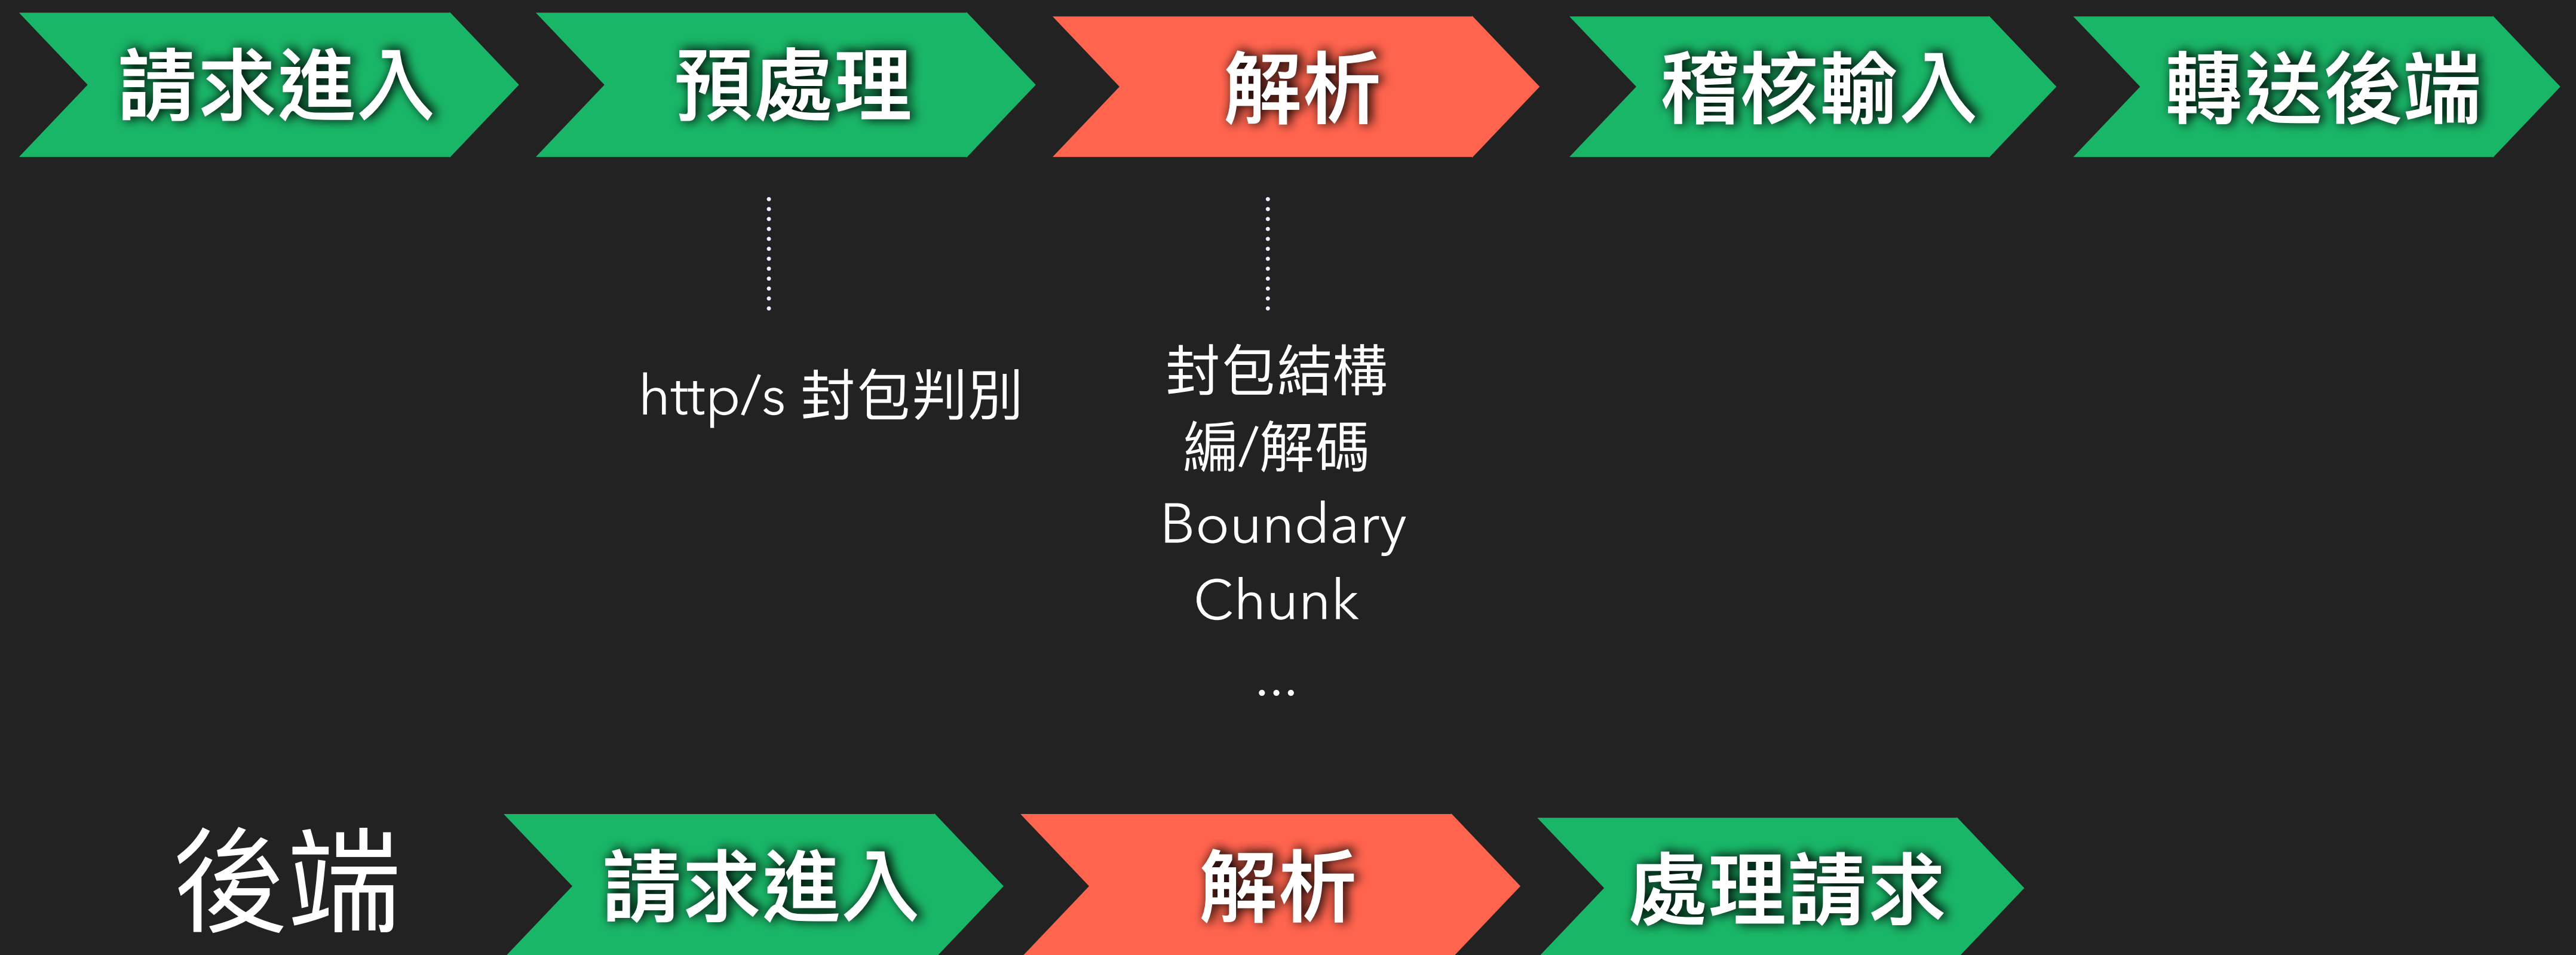 請求進入
預處理
解析
稽核輸入
轉送後端
http/s 封包判別
封包結構
編/解碼
Boundary
Chunk
...
後端
請求進入
解析
處理請求